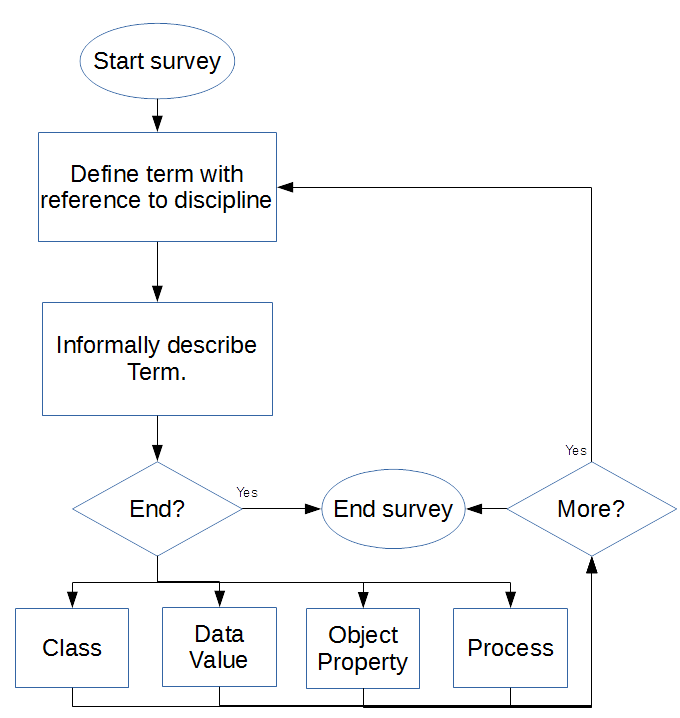 Start survey
Define term with
reference to discipline
Informally describe
Term.
Yes
End?
Yes
End survey
More?
Class
Data
Value
Object
Property
Process